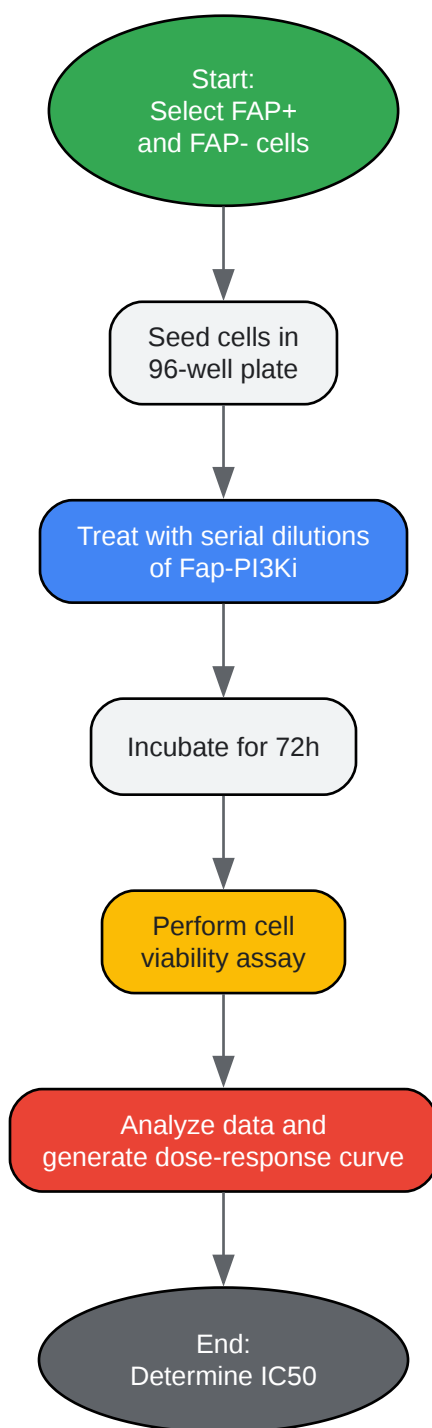 Start:
Select FAP+
and FAP- cells
Seed cells in
96-well plate
Treat with serial dilutions
of Fap-PI3Ki
Incubate for 72h
Perform cell
viability assay
Analyze data and
generate dose-response curve
End:
Determine IC50